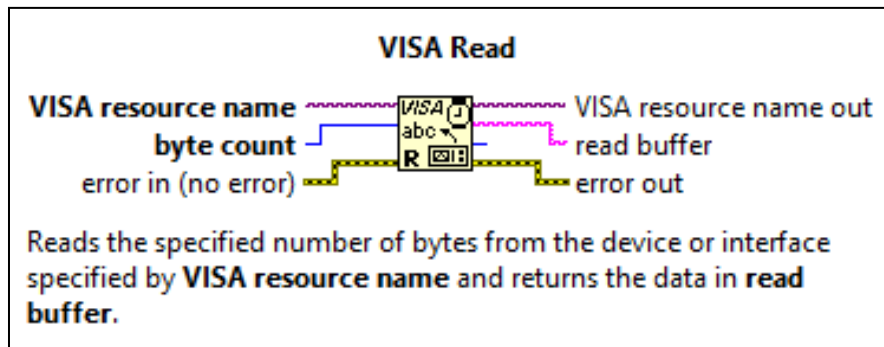 VISA Read
VISA resource name
VISA
VISA resource name out
byte count
abc
read buffer
error in (no error)
R
error out
Reads the specified number of bytes from the device or interface
specified by VISA resource name and returns the data in read
buffer.